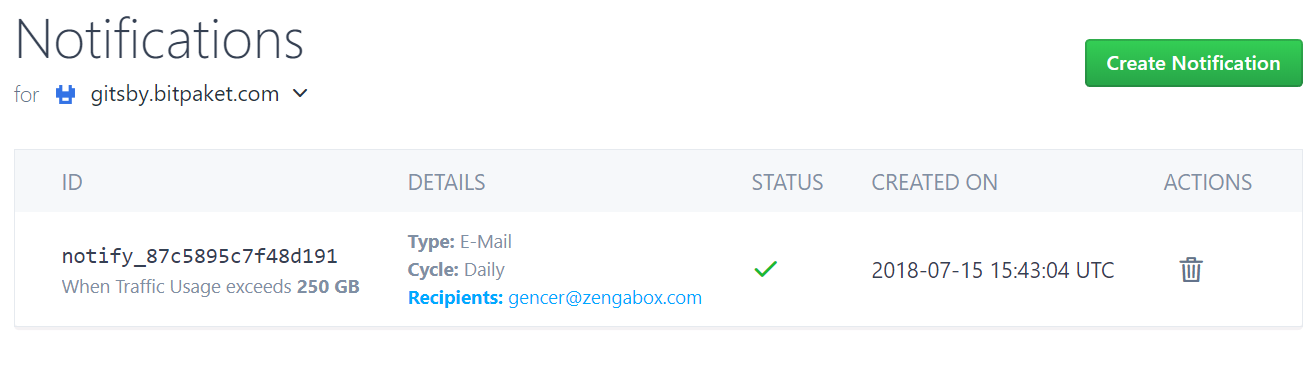 Notifications
Create Notification
for gitsby.bitpaket.com
ID DETAILS STATUS CREATED ON ACTIONS
notify_87c5895c7f48d191
When Traffic Usage exceeds 250 GB
Type: E-Mail
Cycle: Daily
Recipients: gencer@zengabox.com
2018-07-15 15:43:04 UTC